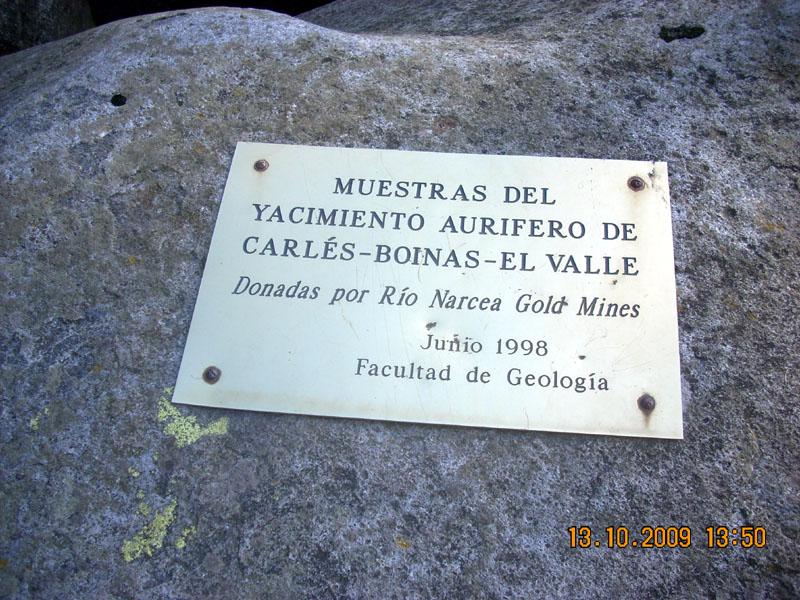 MUESTRAS DEL
YACIMIENTO AURIFERO DE
CARLÉS-BOINAS-EL VALLE
Donadas por Río Narcea Gold Mines
Junio 1998
Facultad de Geología
13.10.2009 13:50